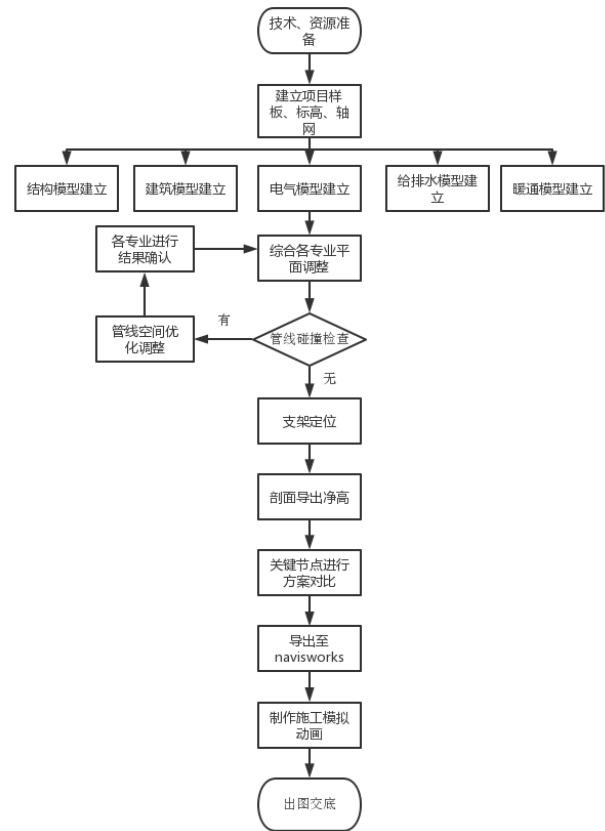 技术、资源准
备
建立项目样
板、标高、轴
网
结构模型建立
建筑模型建立
电气模型建立
给排水模型建
立
暖通模型建立
各专业进行
结果确认
综合各专业平
面调整
有
管线空间优
化调整
管线碰撞检查
无
支架定位
剖面导出净高
关键节点进行
方案对比
导出至
navisworks
制作施工模拟
动画
出图交底